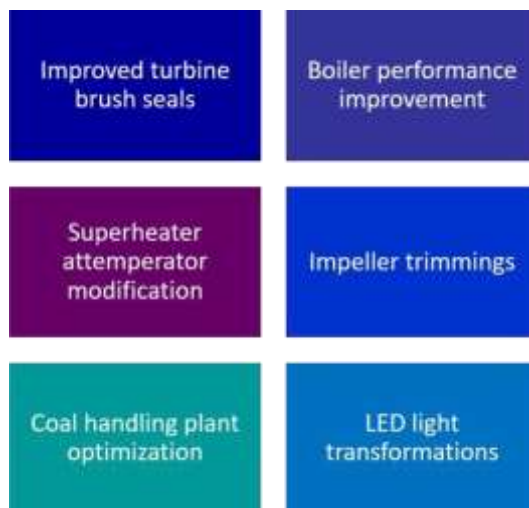 Improved turbine
brush seals
Boiler performance
improvement
Superheater
attemperator
modification
Impeller trimmings
Coal handling plant
optimization
LED light
transformations